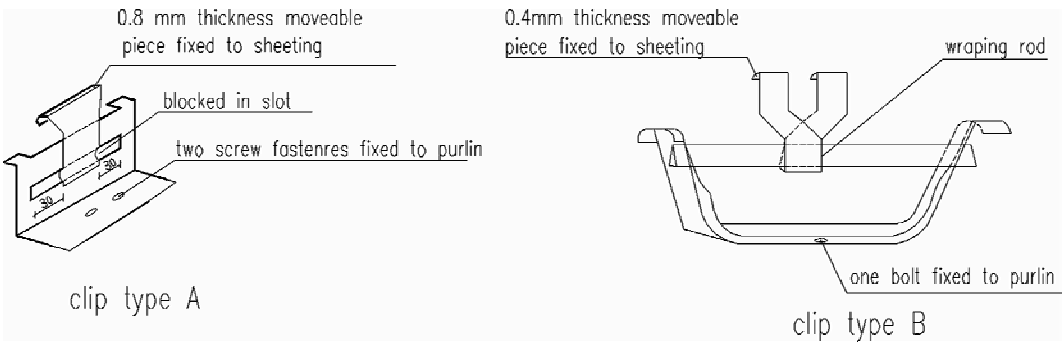 0.8 mm thickness moveable
piece fixed to sheeting
blocked in slot
two screw fastenres fixed to purlin
30
30
clip type A
0.4mm thickness moveable
piece fixed to sheeting
wraping rod
one bolt fixed to purlin
clip type B